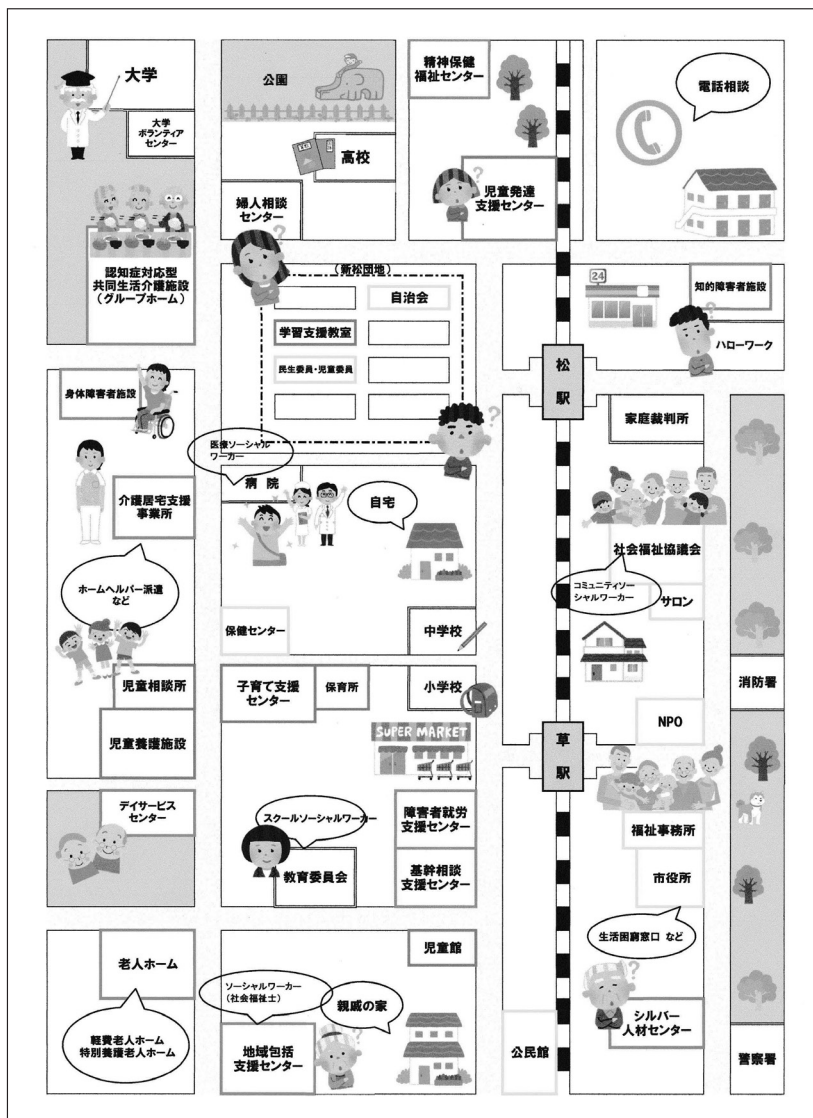 大学
大学
ボランティア
センター
認知症対応型
共同生活介護施設
(グループホーム)
公園
高校
婦人相談
センター
精神保健
福祉センター
児童発達
支援センター
電話相談
(新松団地)
自治会
学習支援教室
民生委員・児童委員
24
知的障害者施設
ハローワーク
松
駅
身体障害者施設
介護居宅支援
事業所
ホームヘルパー派遣
など
児童相談所
児童養護施設
医療ソーシャル
ワーカー
病院
自宅
保健センター
中学校
家庭裁判所
社会福祉協議会
コミュニティソー
シャルワーカー
サロン
消防署
子育て支援
センター
保育所
小学校
SUPER MARKET
NPO
草
駅
デイサービス
センター
スクールソーシャルワーカー
教育委員会
障害者就労
支援センター
基幹相談
支援センター
福祉事務所
市役所
生活困窮窓口 など
老人ホーム
軽費老人ホーム
特別養護老人ホーム
児童館
ソーシャルワーカー
(社会福祉士)
親戚の家
地域包括
支援センター
公民館
シルバー
人材センター
警察署